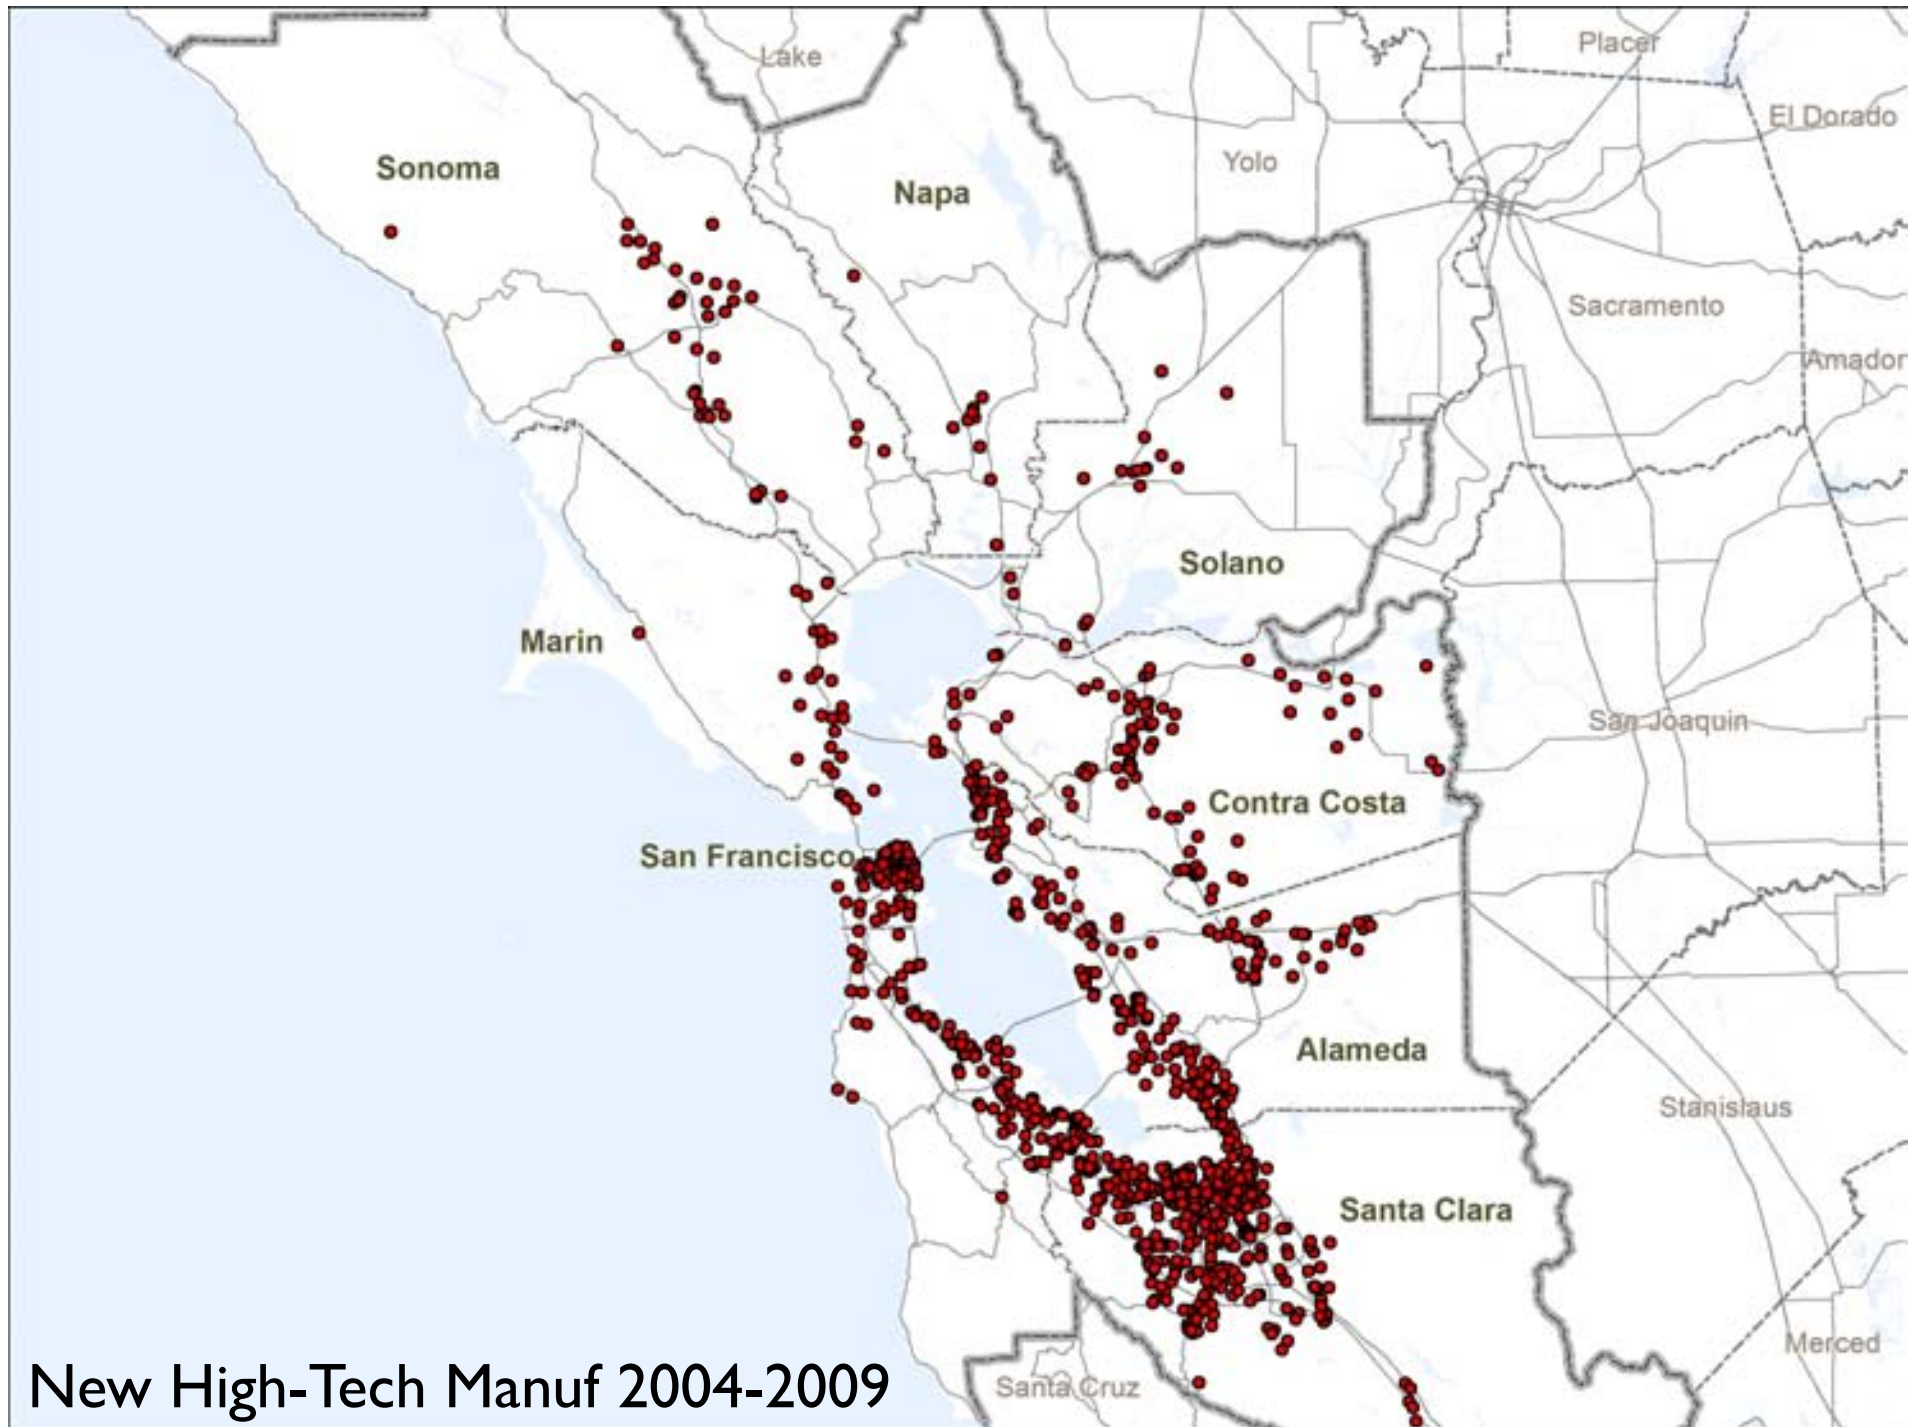 Lake
Placer
El Dorado
Yolo
Sonoma
Napa
Sacramento
Amador
Solano
Marin
San Joaquin
Contra Costa
San Francisco
Alameda
Stanislaus
Santa Clara
Merced
Santa Cruz
New High-Tech Manuf 2004-2009